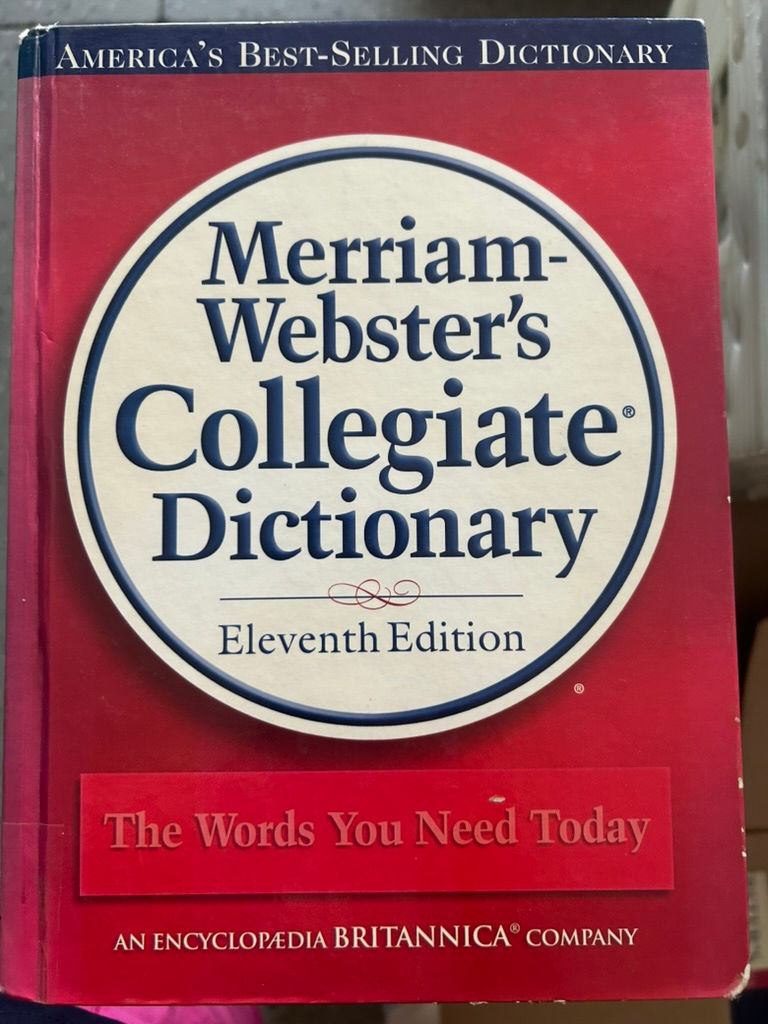 America's Best-Selling Dictionary
Merriam-
Webster's
Collegiate®
Dictionary
Eleventh Edition
®
The Words You Need Today
AN ENCYCLOPÆDIA BRITANNICA® COMPANY